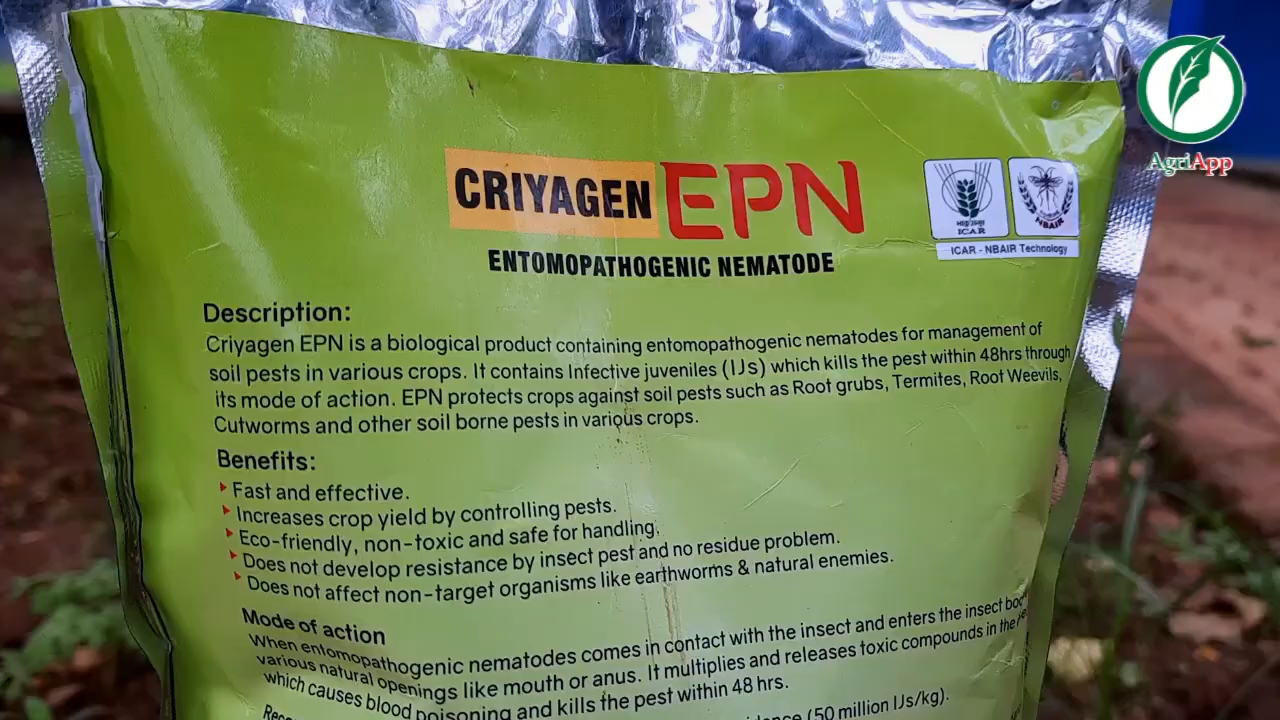 AgriApp
CRIYAGEN EPN
ENTOMOPATHOGENIC NEMATODE
भाकृअनुप
ICAR
NBAIR
ICAR - NBAIR Technology
Description:
Criyagen EPN is a biological product containing entomopathogenic nematodes for management of
soil pests in various crops. It contains Infective juveniles (IJs) which kills the pest within 48hrs through
its mode of action. EPN protects crops against soil pests such as Root grubs, Termites, Root Weevils,
Cutworms and other soil borne pests in various crops.
Benefits:
Fast and effective.
Increases crop yield by controlling pests.
Eco-friendly, non-toxic and safe for handling.
Does not develop resistance by insect pest and no residue problem.
Does not affect non-target organisms like earthworms & natural enemies.
Mode of action
When entomopathogenic nematodes comes in contact with the insect and enters the insect
various natural openings like mouth or anus. It multiplies and releases toxic compounds in the
which causes blood poisoning and kills the pest within 48 hrs.
(50 million IJs/kg).